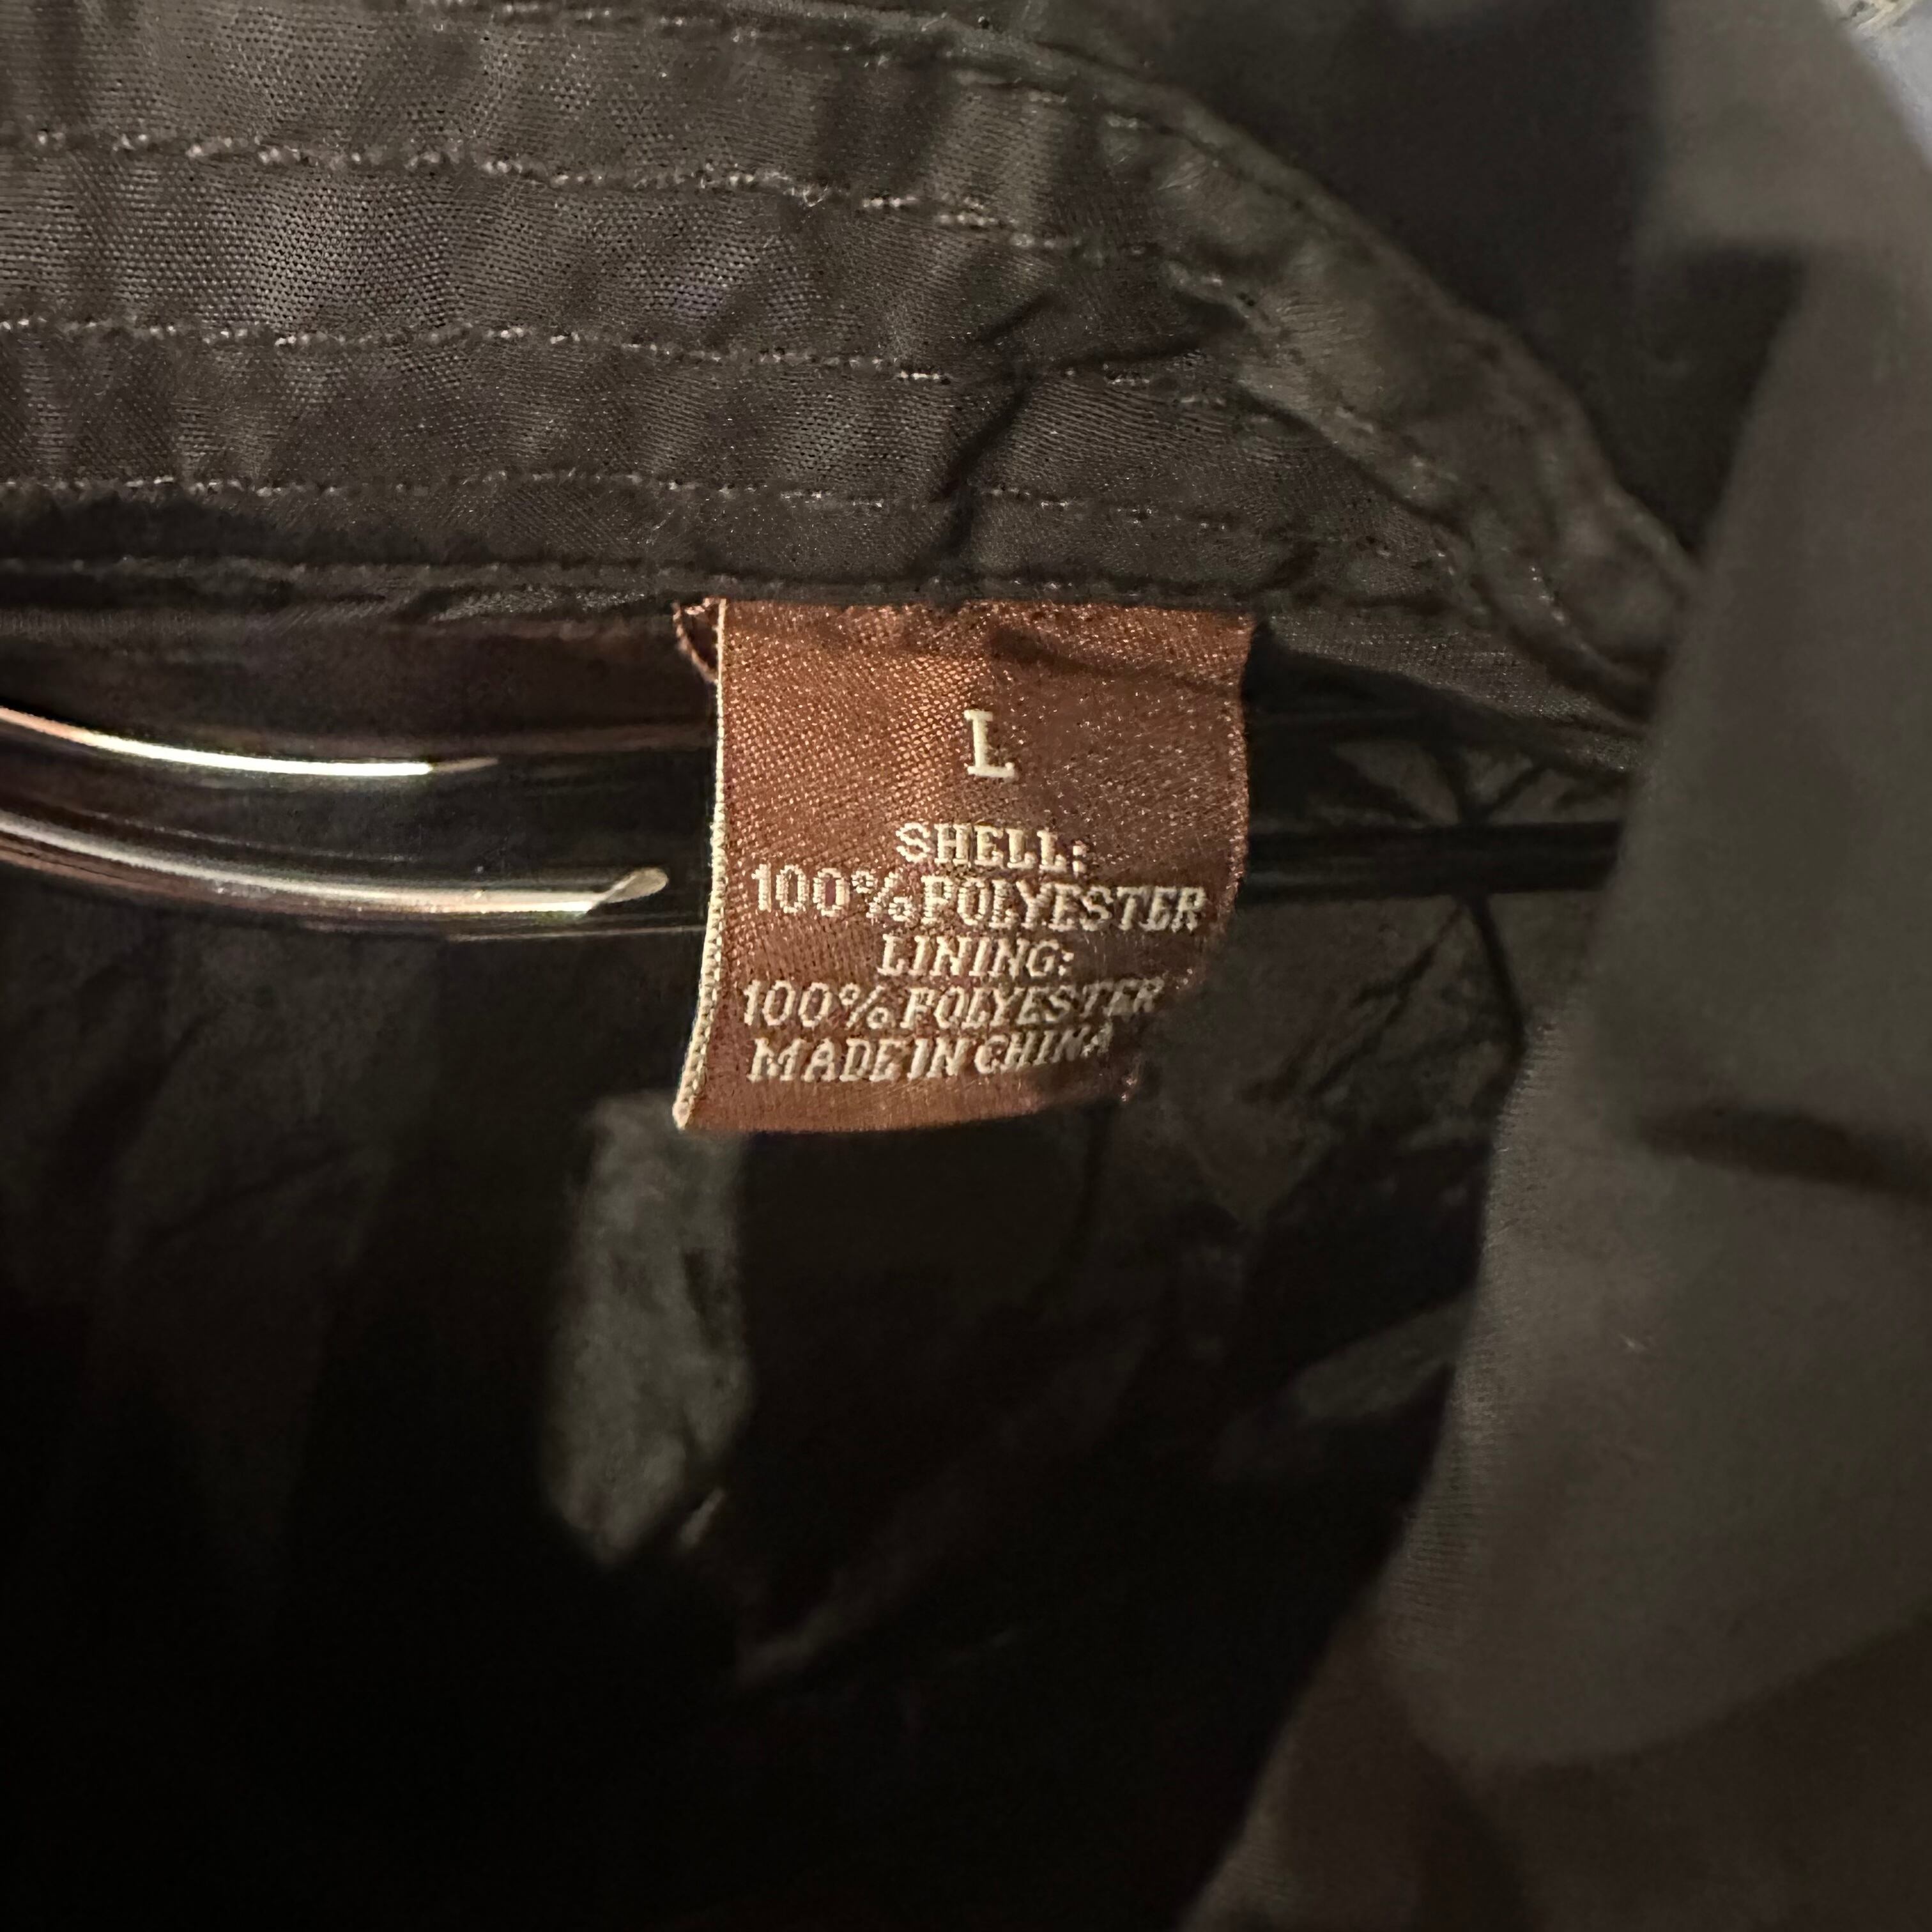 L
SHELL:
100% POLYESTER
LINING:
100% POLYESTER
MADE IN CHINA